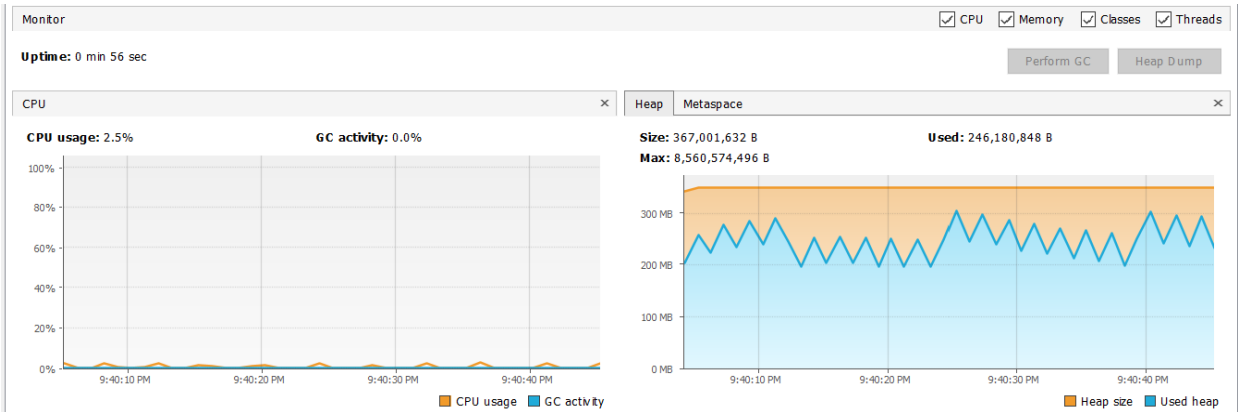 Monitor CPU Memory Classes Threads
Uptime: 0 min 56 sec
Perform GC Heap Dump
CPU
CPU usage: 2.5% GC activity: 0.0%
100%
80%
60%
40%
20%
0%
9:40:10 PM 9:40:20 PM 9:40:30 PM 9:40:40 PM
CPU usage GC activity
Heap Metaspace
Size: 367,001,632 B Used: 246,180,848 B
Max: 8,560,574,496 B
300 MB
200 MB
100 MB
0 MB
9:40:10 PM 9:40:20 PM 9:40:30 PM 9:40:40 PM
Heap size Used heap